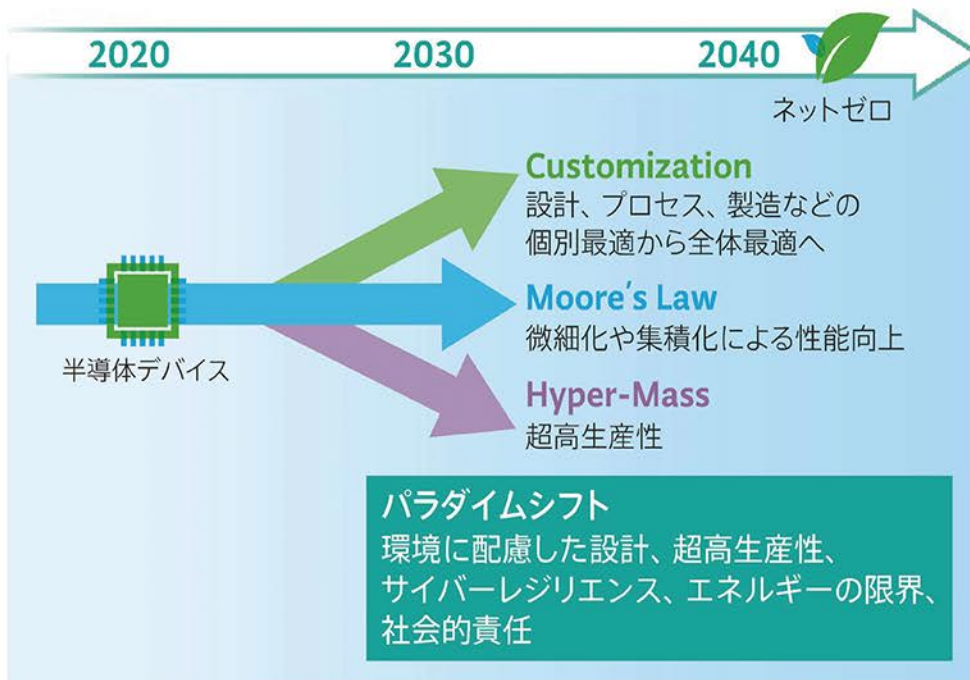 2020 2030 2040
ネットゼロ
Customization
設計、プロセス、製造などの
個別最適から全体最適へ
Moore's Law
微細化や集積化による性能向上
半導体デバイス
Hyper-Mass
超高生産性
パラダイムシフト
環境に配慮した設計、超高生産性、
サイバーレジリエンス、エネルギーの限界、
社会的責任